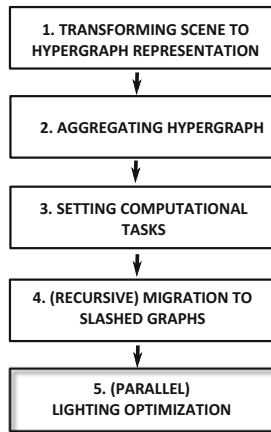 1. TRANSFORMING SCENE TO
HYPERGRAPH REPRESENTATION
2. AGGREGATING HYPERGRAPH
3. SETTING COMPUTATIONAL
TASKS
4. (RECURSIVE) MIGRATION TO
SLASHED GRAPHS
5. (PARALLEL)
LIGHTING OPTIMIZATION